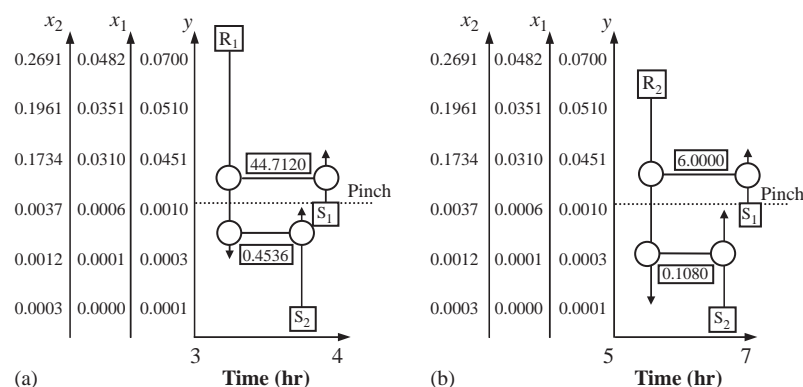 x2 x1 y
R1
0.2691 0.0482 0.0700
0.1961 0.0351 0.0510
0.1734 0.0310 0.0451
44.7120
Pinch
0.0037 0.0006 0.0010
S1
0.4536
0.0012 0.0001 0.0003
0.0003 0.0000 0.0001
S2
3 4
(a) Time (hr)
x2 x1 y
0.2691 0.0482 0.0700
R2
0.1961 0.0351 0.0510
0.1734 0.0310 0.0451
6.0000
Pinch
0.0037 0.0006 0.0010
S1
0.0012 0.0001 0.0003
0.1080
0.0003 0.0000 0.0001
S2
5 7
(b) Time (hr)